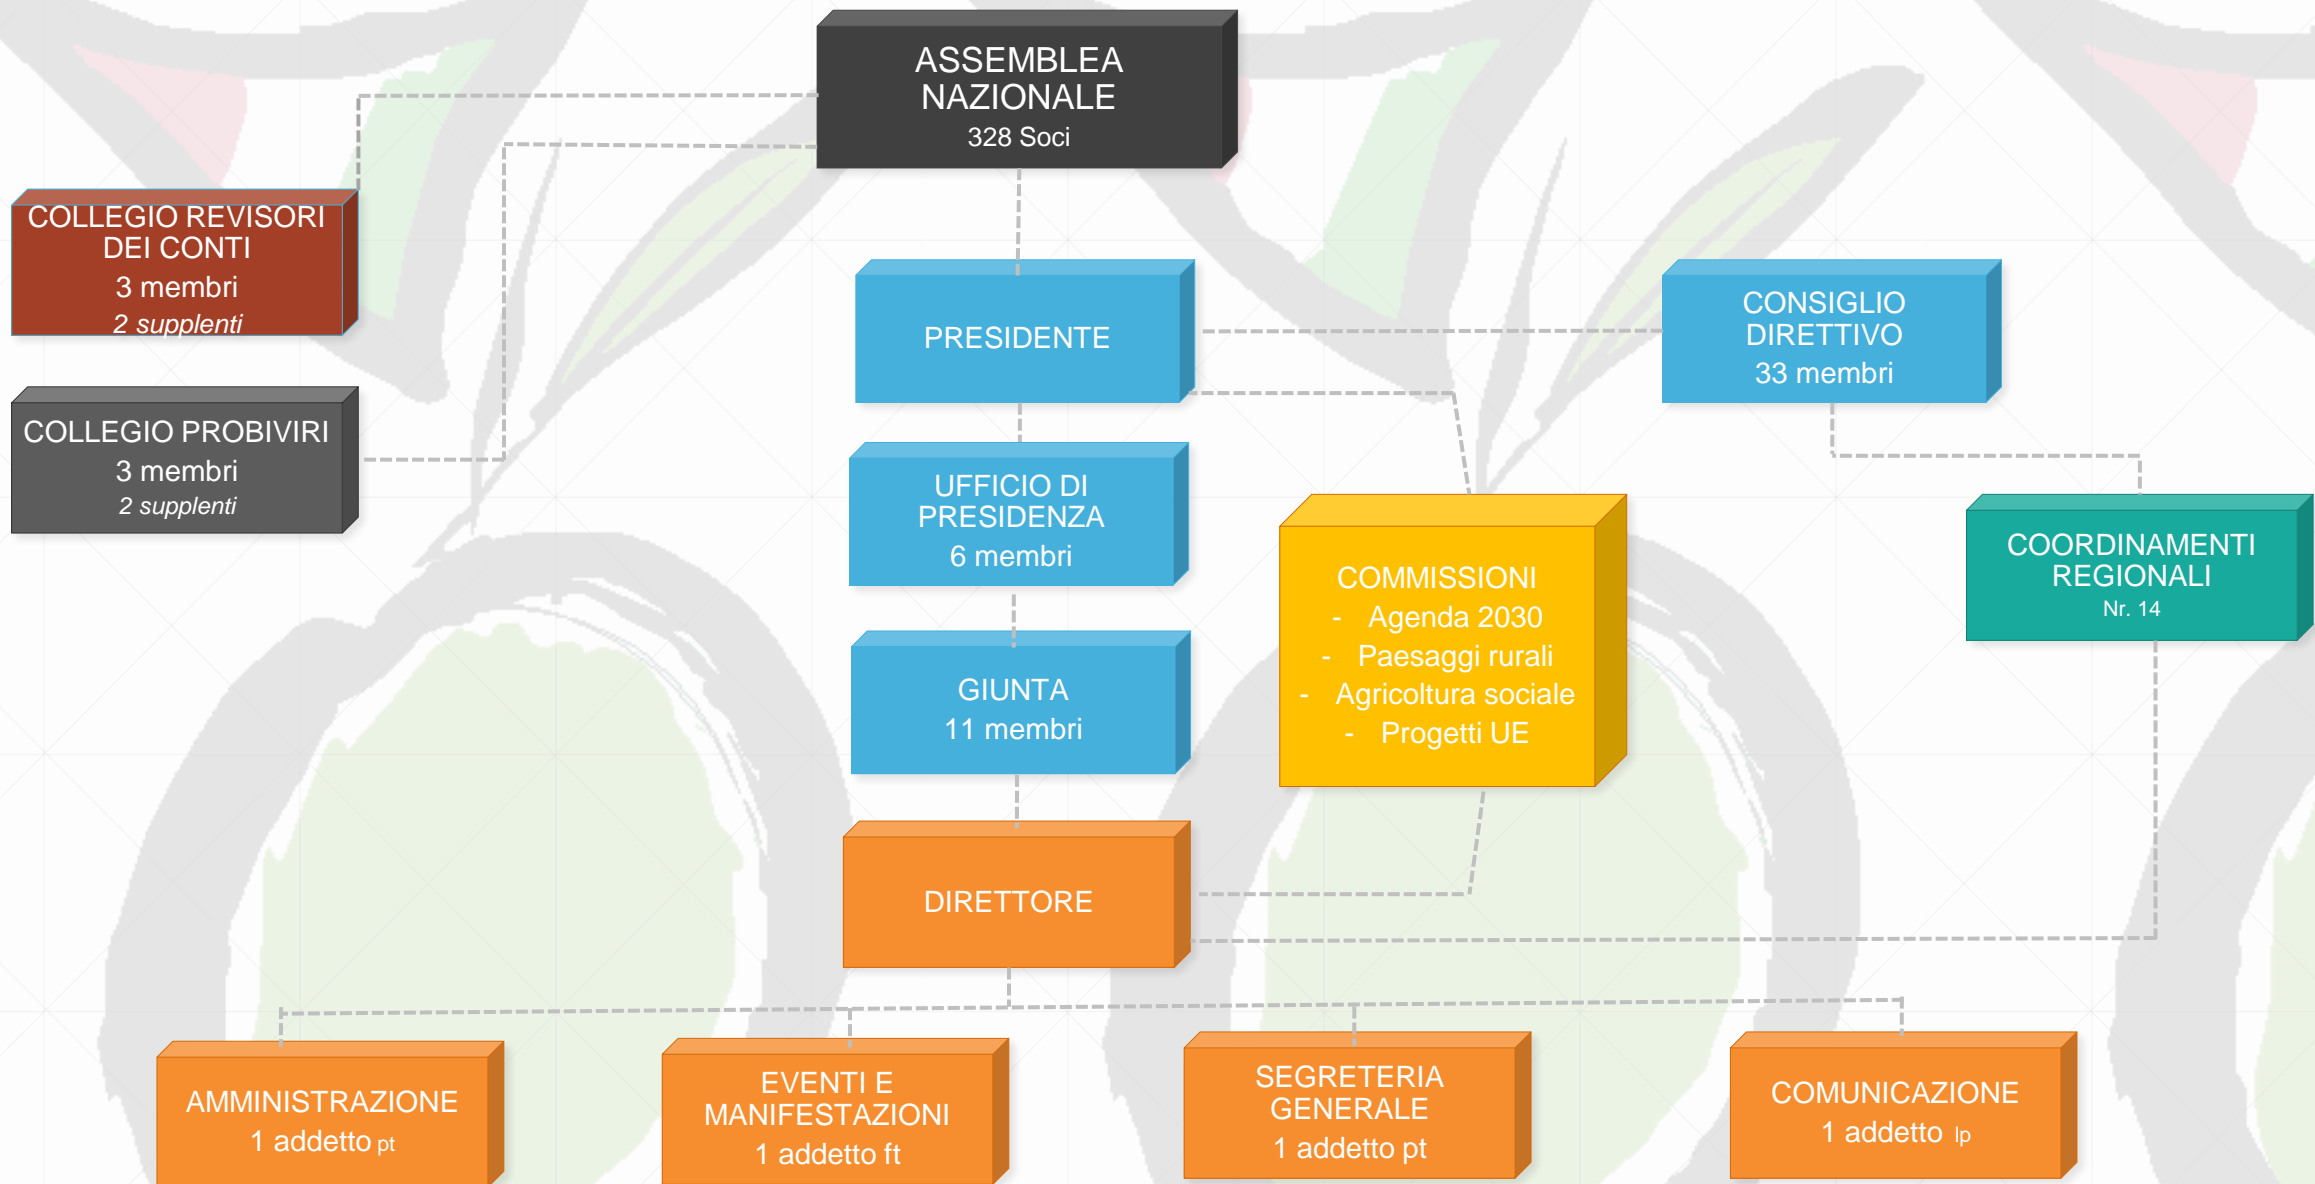 ASSEMBLEA
NAZIONALE
328 Soci
COLLEGIO REVISORI
DEI CONTI
3 membri
2 supplenti
COLLEGIO PROBIVIRI
3 membri
2 supplenti
PRESIDENTE
CONSIGLIO
DIRETTIVO
33 membri
UFFICIO DI
PRESIDENZA
6 membri
COMMISSIONI
- Agenda 2030
- Paesaggi rurali
- Agricoltura sociale
- Progetti UE
COORDINAMENTI
REGIONALI
Nr. 14
GIUNTA
11 membri
DIRETTORE
AMMINISTRAZIONE
1 addetto pt
EVENTI E
MANIFESTAZIONI
1 addetto ft
SEGRETERIA
GENERALE
1 addetto pt
COMUNICAZIONE
1 addetto lp